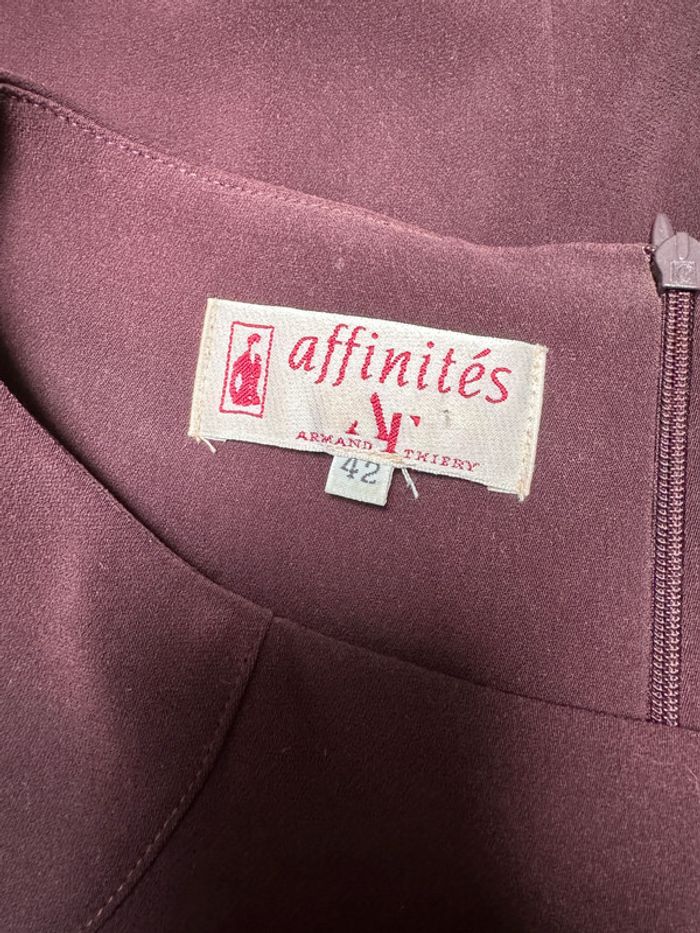 affinités
AT
ARMAND THIERY
42